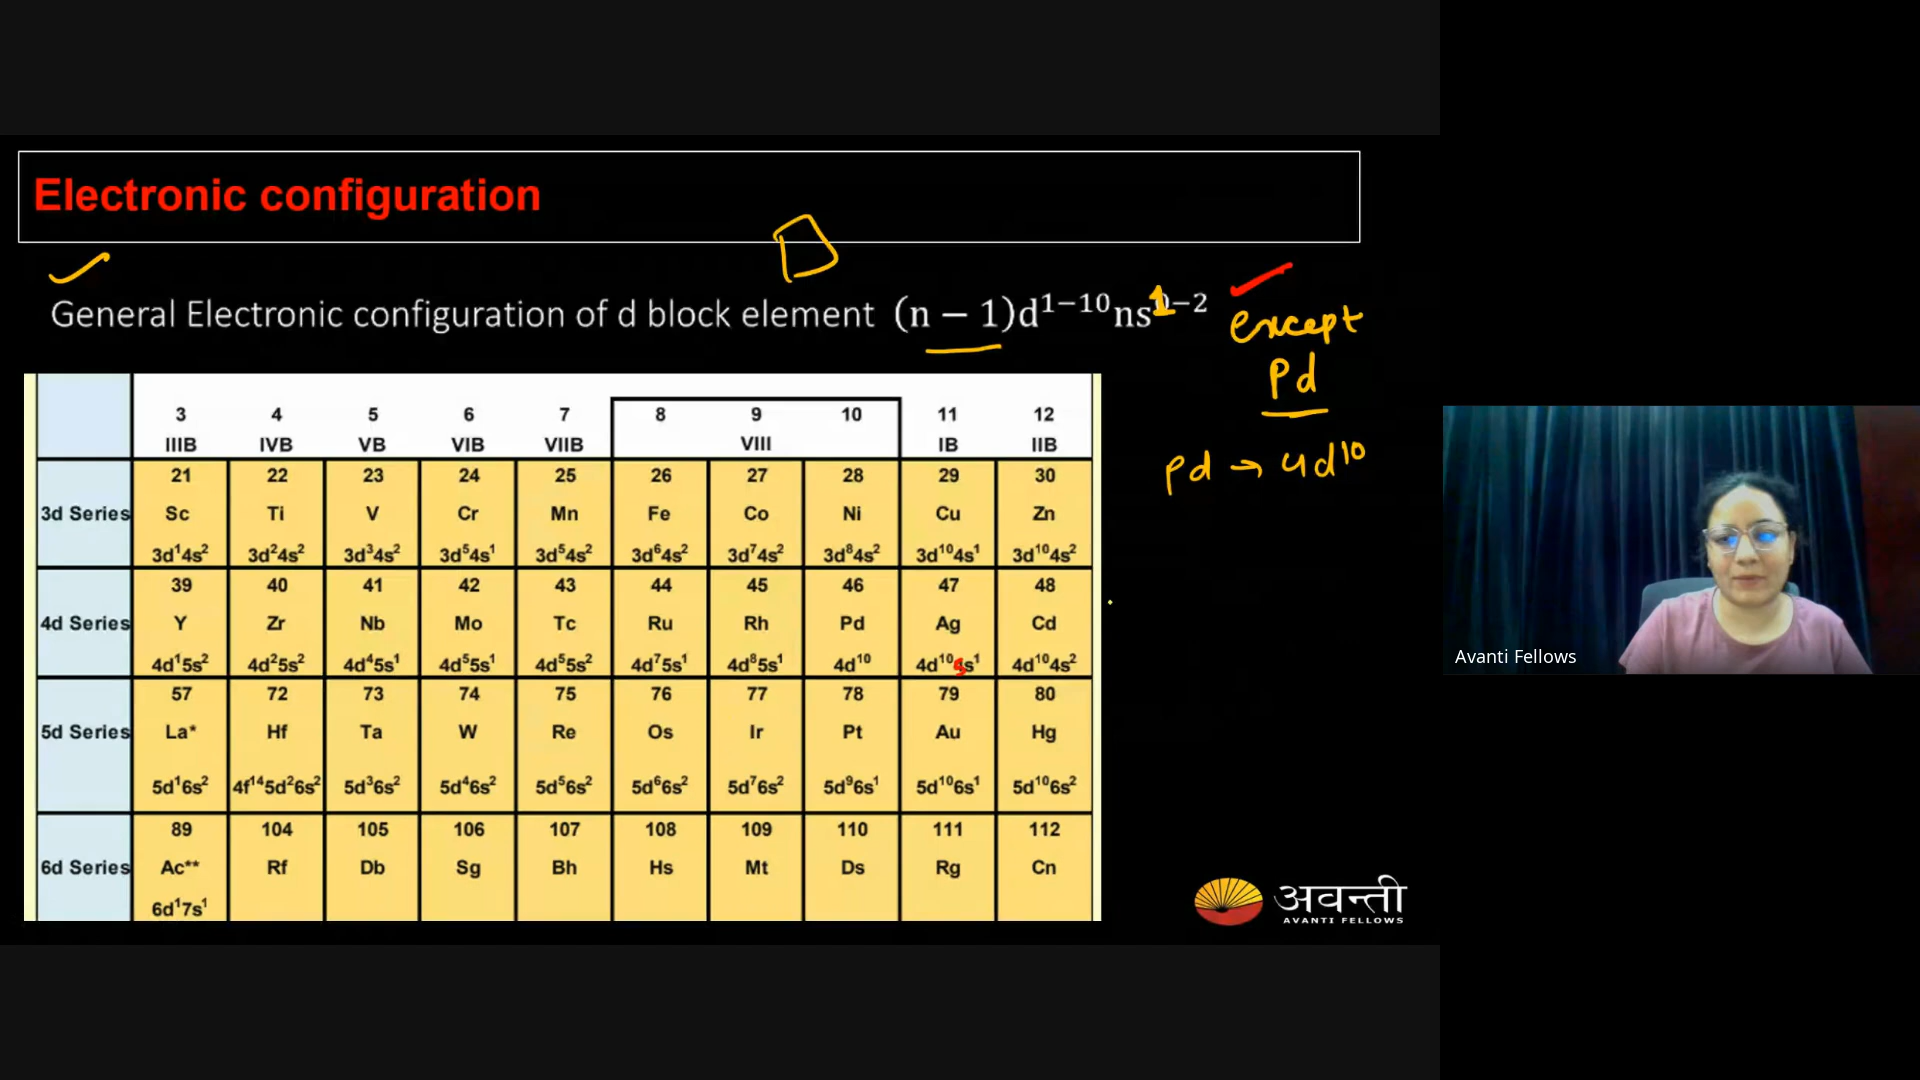 Electronic configuration
General Electronic configuration of d block element (n − 1)d¹⁻¹⁰ns¹⁻²
except
Pd
Pd → 4d¹⁰
3 4 5 6 7 8 9 10 11 12
IIIB IVB VB VIB VIIB VIII IB IIB
21 22 23 24 25 26 27 28 29 30
3d Series Sc Ti V Cr Mn Fe Co Ni Cu Zn
3d¹4s² 3d²4s² 3d³4s² 3d⁵4s¹ 3d⁵4s² 3d⁶4s² 3d⁷4s² 3d⁸4s² 3d¹⁰4s¹ 3d¹⁰4s²
39 40 41 42 43 44 45 46 47 48
4d Series Y Zr Nb Mo Tc Ru Rh Pd Ag Cd
4d¹5s² 4d²5s² 4d⁴5s¹ 4d⁵5s¹ 4d⁵5s² 4d⁷5s¹ 4d⁸5s¹ 4d¹⁰ 4d¹⁰5s¹ 4d¹⁰4s²
57 72 73 74 75 76 77 78 79 80
5d Series La* Hf Ta W Re Os Ir Pt Au Hg
5d¹6s² 4f¹⁴5d²6s² 5d³6s² 5d⁴6s² 5d⁵6s² 5d⁶6s² 5d⁷6s² 5d⁹6s¹ 5d¹⁰6s¹ 5d¹⁰6s²
89 104 105 106 107 108 109 110 111 112
6d Series Ac** Rf Db Sg Bh Hs Mt Ds Rg Cn
6d¹7s¹
अवन्ती
AVANTI FELLOWS
Avanti Fellows